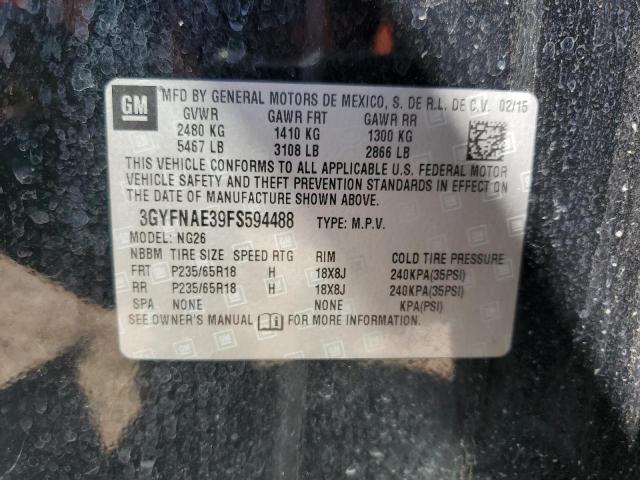 GM
MFD BY GENERAL MOTORS DE MEXICO, S. DE R.L. DE C.V. 02/15
GVWR GAWR FRT GAWR RR
2480 KG 1410 KG 1300 KG
5467 LB 3108 LB 2866 LB
THIS VEHICLE CONFORMS TO ALL APPLICABLE U.S. FEDERAL MOTOR
VEHICLE SAFETY AND THEFT PREVENTION STANDARDS IN EFFECT ON
THE DATE OF MANUFACTURE SHOWN ABOVE.
3GYFNAE39FS594488 TYPE: M.P.V.
MODEL: NG26
NBBM TIRE SIZE SPEED RTG RIM COLD TIRE PRESSURE
FRT P235/65R18 H 18X8J 240KPA(35PSI)
RR P235/65R18 H 18X8J 240KPA(35PSI)
SPA NONE NONE KPA(PSI)
SEE OWNER'S MANUAL FOR MORE INFORMATION.